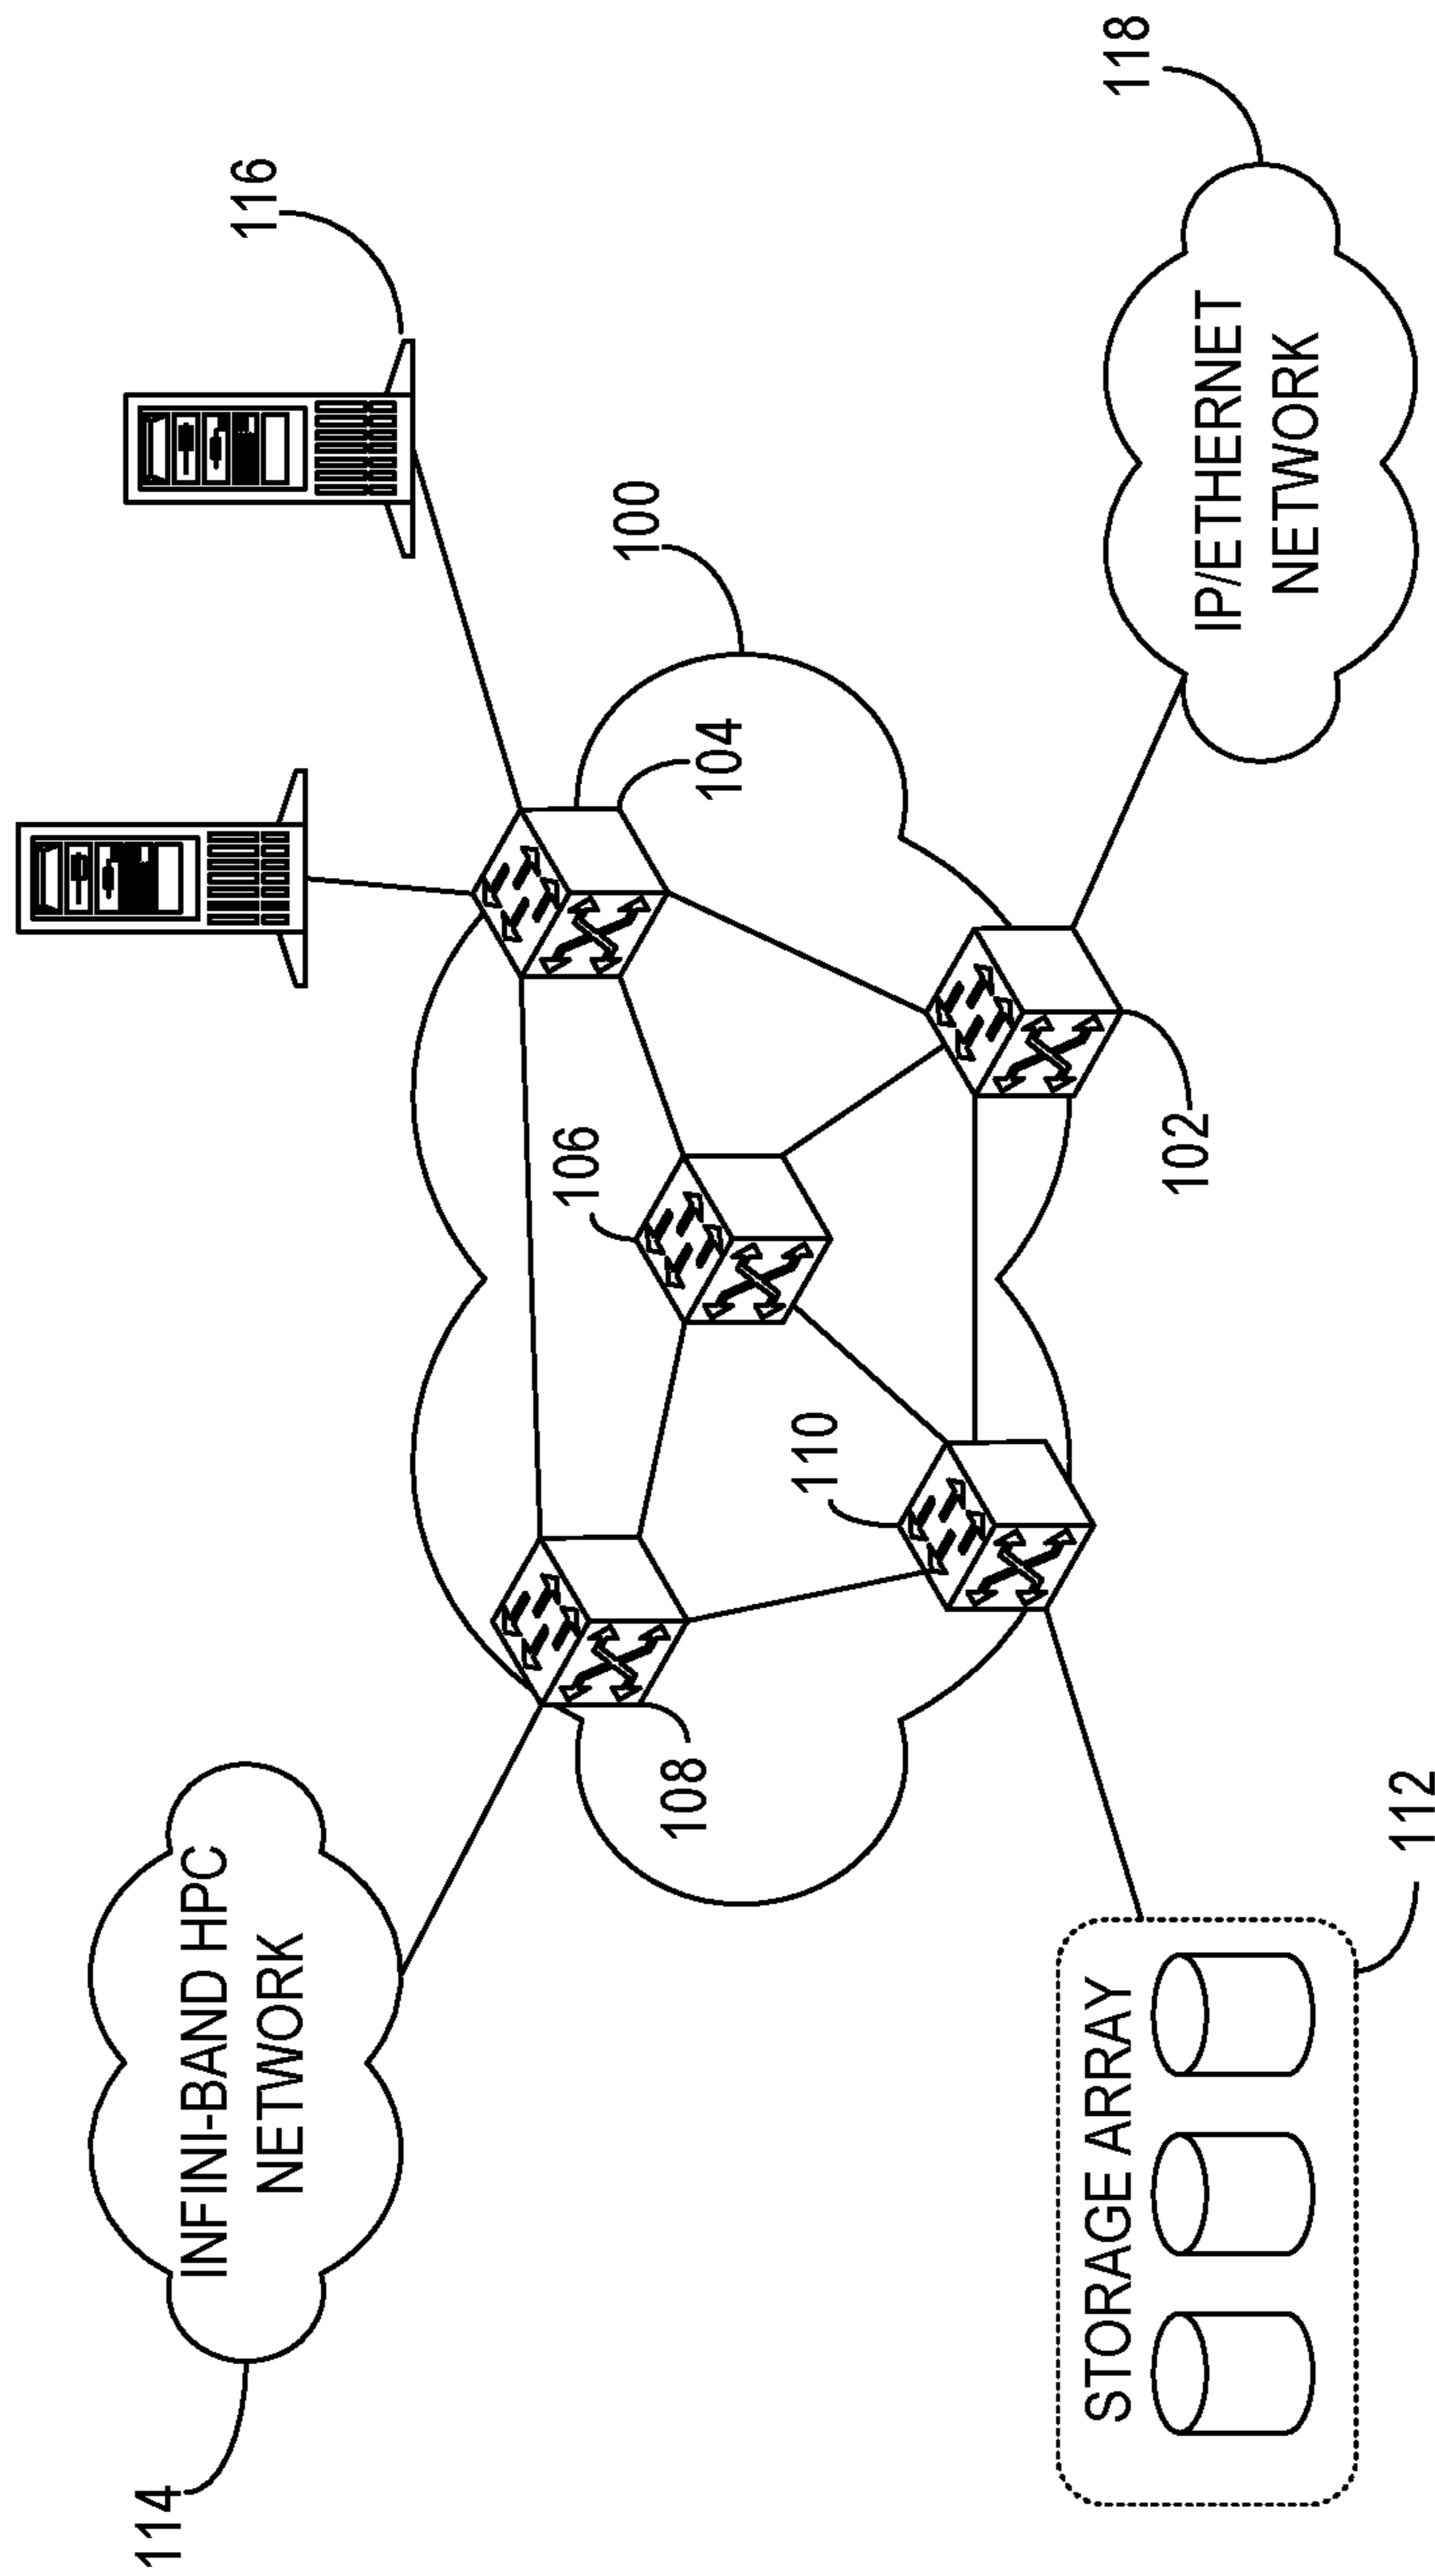 114
INFINI-BAND HPC
NETWORK
116
108
106
104
100
110
STORAGE ARRAY
112
102
IP/ETHERNET
NETWORK
118